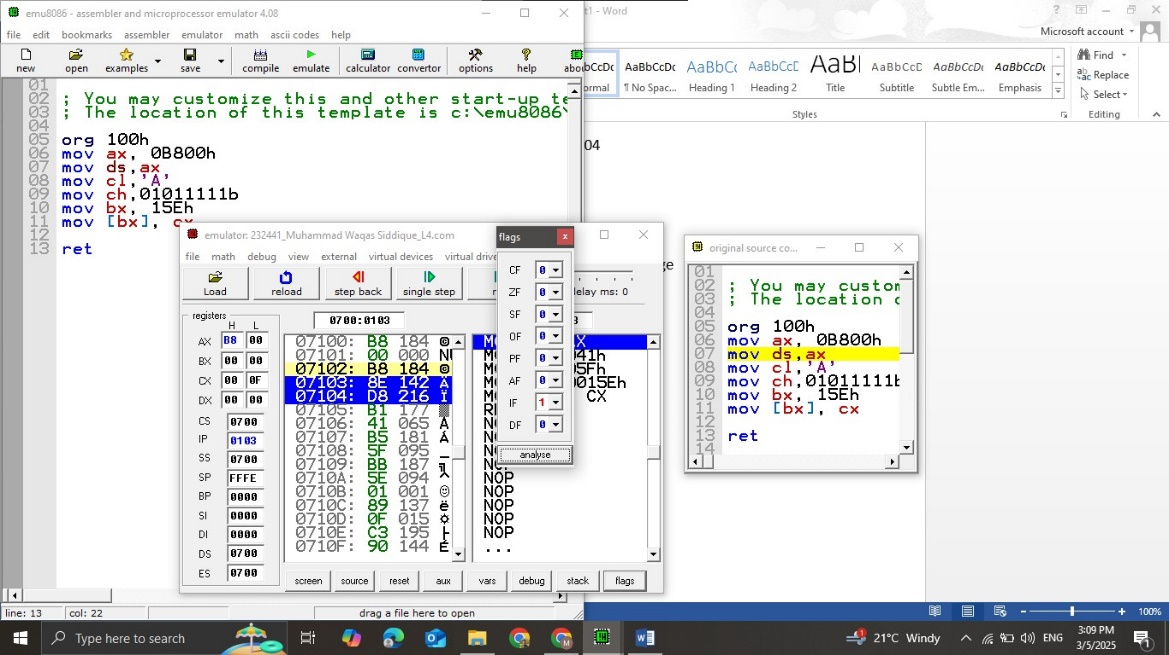 emu8086 - assembler and microprocessor emulator 4.08
file edit bookmarks assembler emulator math ascii codes help
new open examples save compile emulate calculator convertor options help
01
02 ; You may customize this and other start-up te
03 ; The location of this template is c:\emu8086\
04
05 org 100h
06 mov ax, 0B800h
07 mov ds,ax
08 mov cl,'A'
09 mov ch,01011111b
10 mov bx, 15Eh
11 mov [bx], cx
12
13 ret
line: 13 col: 22 drag a file here to open
t1 - Word
Microsoft account
Normal ¶ No Spac... Heading 1 Heading 2 Title Subtitle Subtle Em... Emphasis
Styles
Find
Replace
Select
Editing
04
emulator: 232441_Muhammad Waqas Siddique_L4.com
file math debug view external virtual devices virtual drive
Load reload step back single step
delay ms: 0
registers
H L
AX B8 00
BX 00 00
CX 00 0F
DX 00 00
CS 0700
IP 0103
SS 0700
SP FFFE
BP 0000
SI 0000
DI 0000
DS 0700
ES 0700
0700:0103
07100: B8 184
07101: 00 000 NU
07102: B8 184
07103: 8E 142 Ä
07104: D8 216 Ï
07105: B1 177 ▒
07106: 41 065 A
07107: B5 181 Á
07108: 5F 095 _
07109: BB 187 ╗
0710A: 5E 094 ^
0710B: 01 001 ☺
0710C: 89 137 ë
0710D: 0F 015 ☼
0710E: C3 195 ├
0710F: 90 144 É
NOP
NOP
NOP
NOP
...
screen source reset aux vars debug stack flags
flags
CF 0
ZF 0
SF 0
OF 0
PF 0
AF 0
IF 1
DF 0
analyse
original source co...
01
02 ; You may custom
03 ; The location o
04
05 org 100h
06 mov ax, 0B800h
07 mov ds,ax
08 mov cl,'A'
09 mov ch,01011111b
10 mov bx, 15Eh
11 mov [bx], cx
12
13 ret
14
100%
Type here to search
21°C Windy
ENG
3:09 PM
3/5/2025